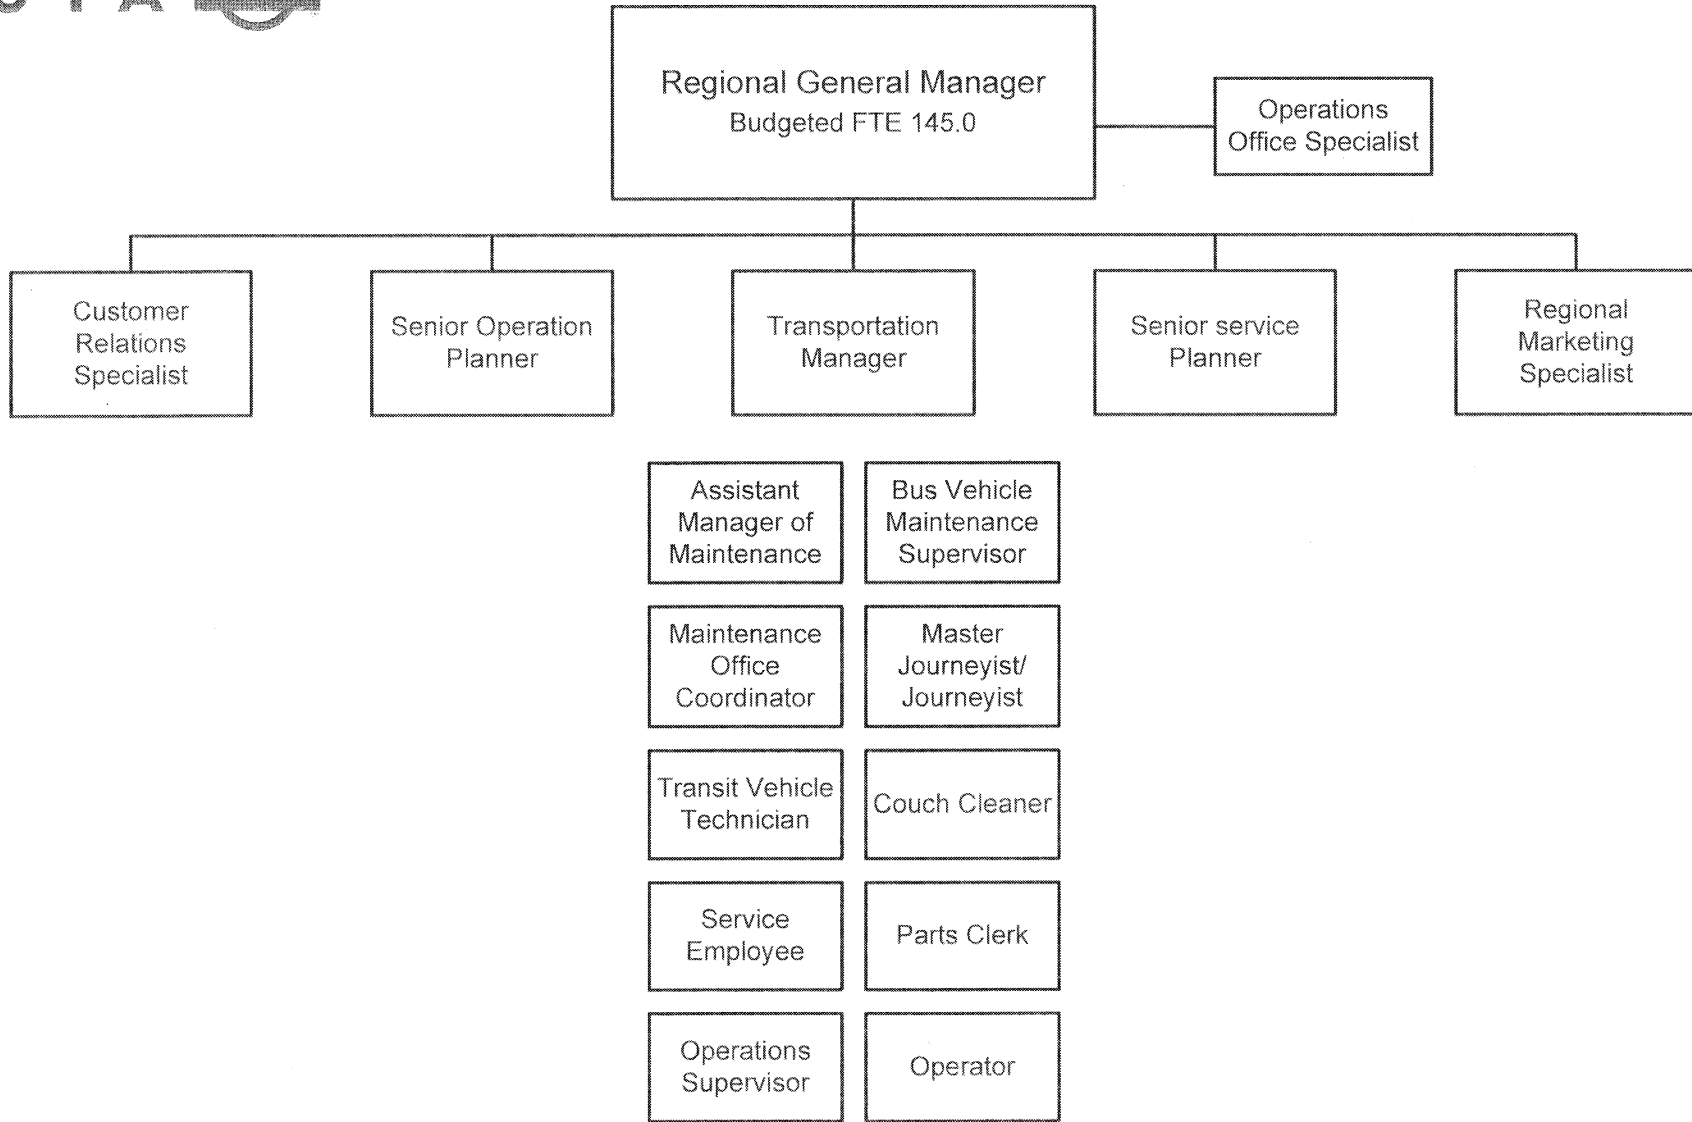 UTA
Regional General Manager
Budgeted FTE 145.0
Operations
Office Specialist
Customer
Relations
Specialist
Senior Operation
Planner
Transportation
Manager
Senior service
Planner
Regional
Marketing
Specialist
Assistant
Manager of
Maintenance
Bus Vehicle
Maintenance
Supervisor
Maintenance
Office
Coordinator
Master
Journeyist/
Journeyist
Transit Vehicle
Technician
Couch Cleaner
Service
Employee
Parts Clerk
Operations
Supervisor
Operator